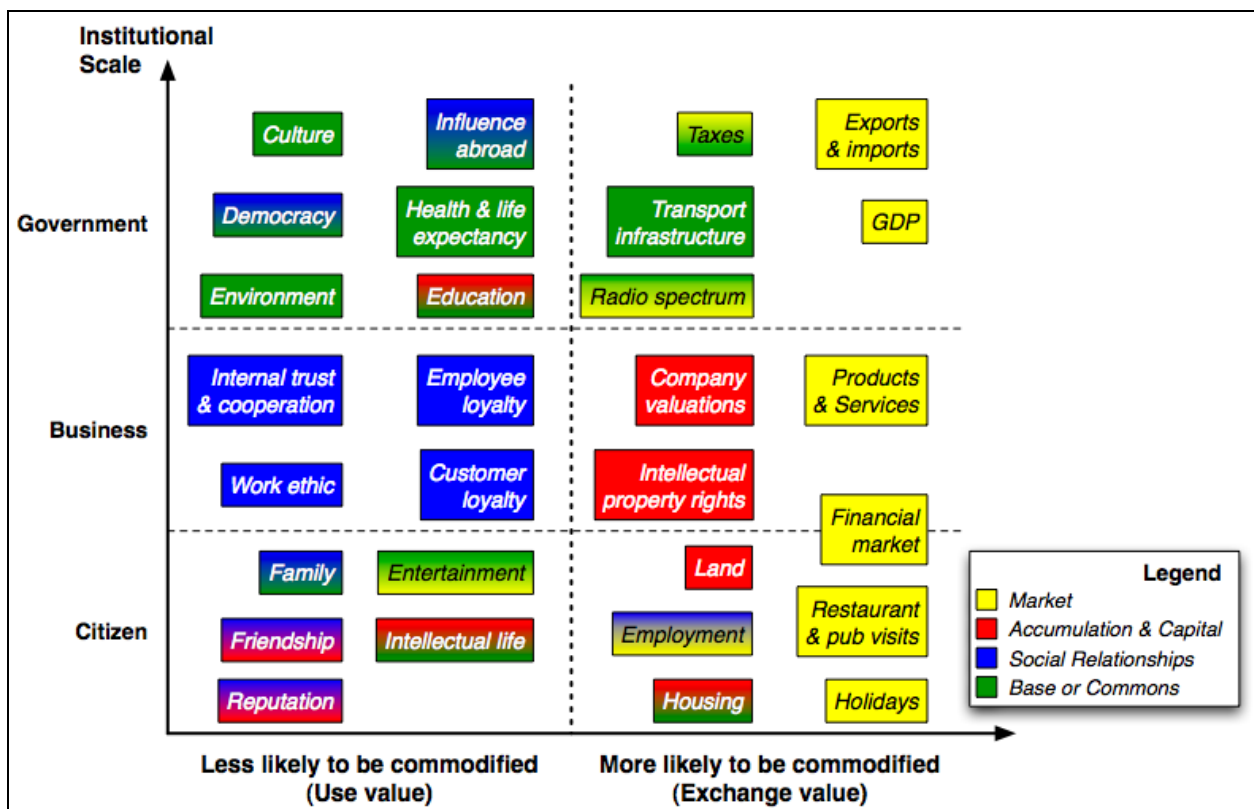 Institutional
Scale
Culture
Influence
abroad
Taxes
Exports
& imports
Government
Democracy
Health & life
expectancy
Transport
infrastructure
GDP
Environment
Education
Radio spectrum
Business
Internal trust
& cooperation
Employee
loyalty
Company
valuations
Products
& Services
Work ethic
Customer
loyalty
Intellectual
property rights
Financial
market
Citizen
Family
Entertainment
Land
Friendship
Intellectual life
Employment
Restaurant
& pub visits
Reputation
Housing
Holidays
Legend
Market
Accumulation & Capital
Social Relationships
Base or Commons
Less likely to be commodified
(Use value)
More likely to be commodified
(Exchange value)